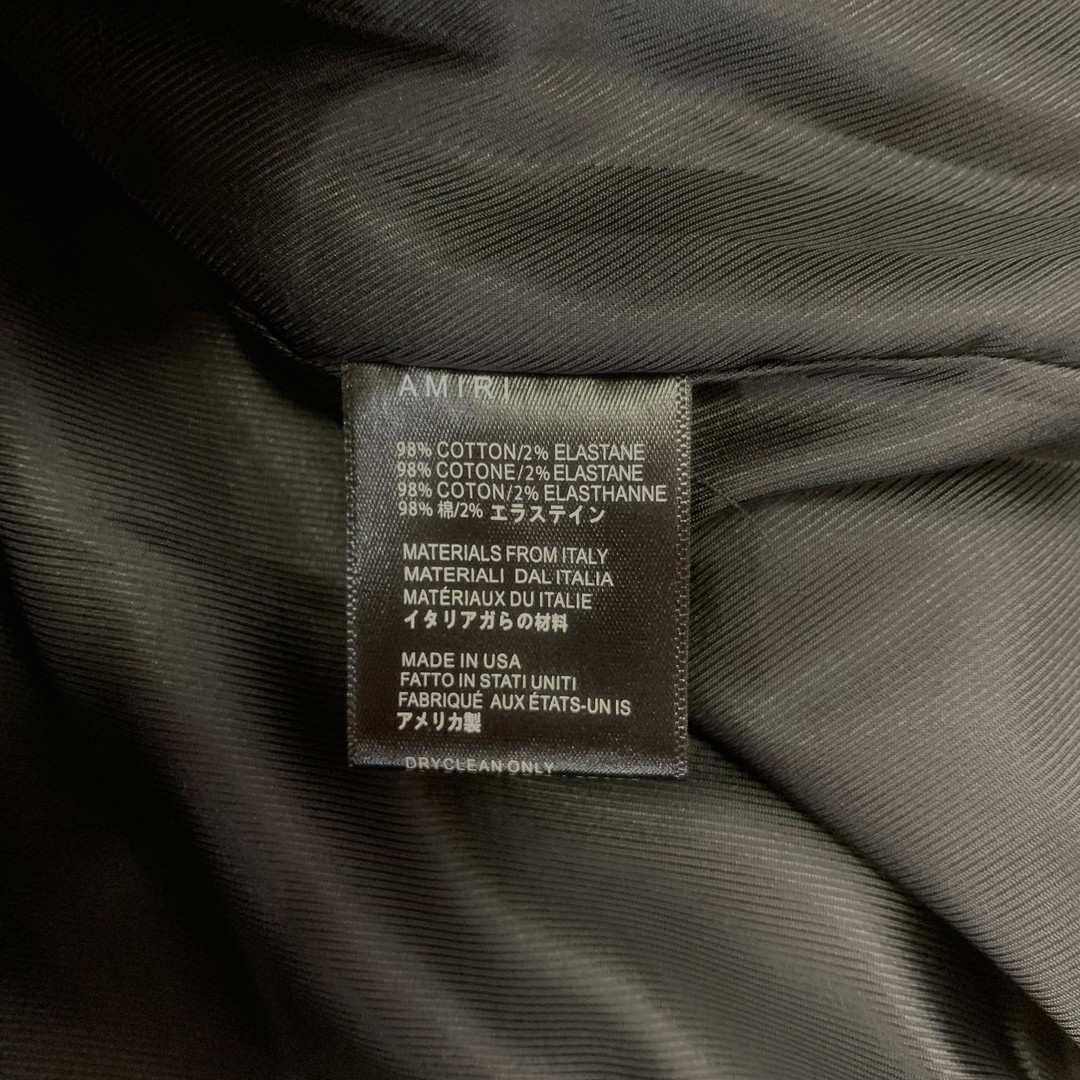 AMIRI
98% COTTON/2% ELASTANE
98% COTONE/2% ELASTANE
98% COTON/2% ELASTHANNE
98% 棉/2% エラステイン
MATERIALS FROM ITALY
MATERIALI DAL ITALIA
MATÉRIAUX DU ITALIE
イタリアガらの材料
MADE IN USA
FATTO IN STATI UNITI
FABRIQUÉ AUX ÉTATS-UN IS
アメリカ製
DRYCLEAN ONLY